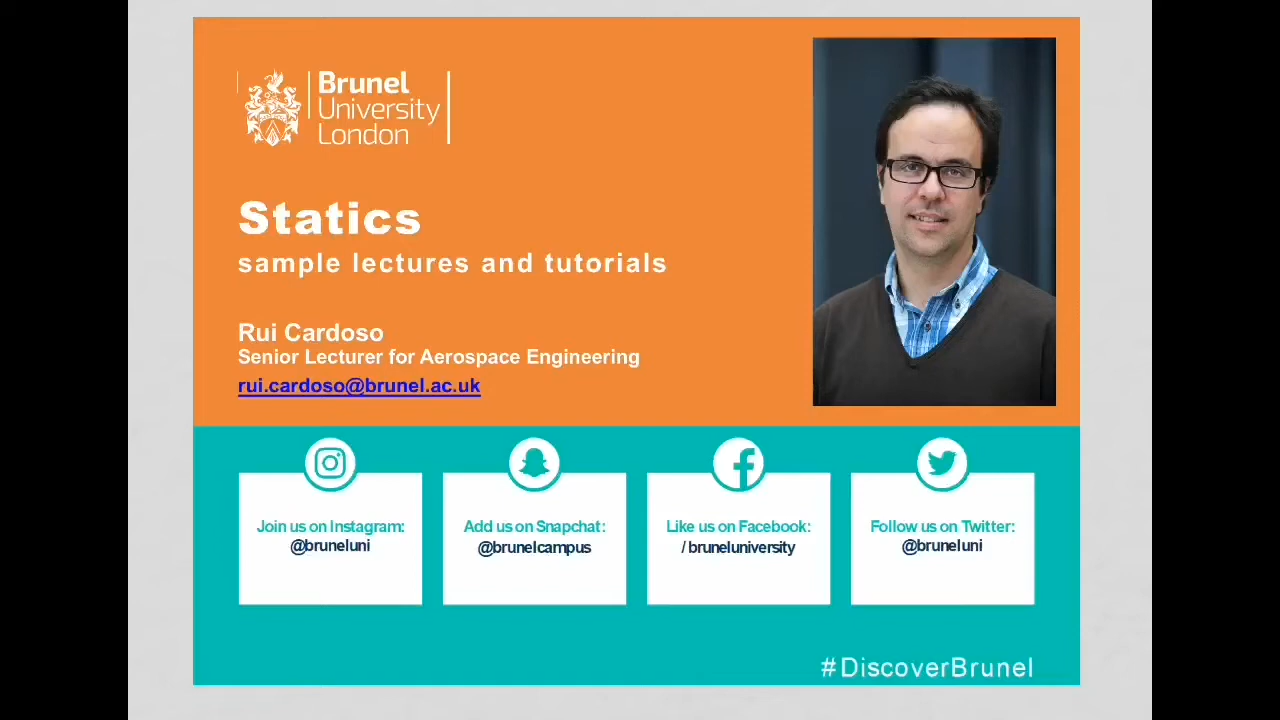 Brunel
University
London
Statics
sample lectures and tutorials
Rui Cardoso
Senior Lecturer for Aerospace Engineering
rui.cardoso@brunel.ac.uk
Join us on Instagram:
@bruneluni
Add us on Snapchat:
@brunelcampus
Like us on Facebook:
/ bruneluniversity
Follow us on Twitter:
@bruneluni
#DiscoverBrunel